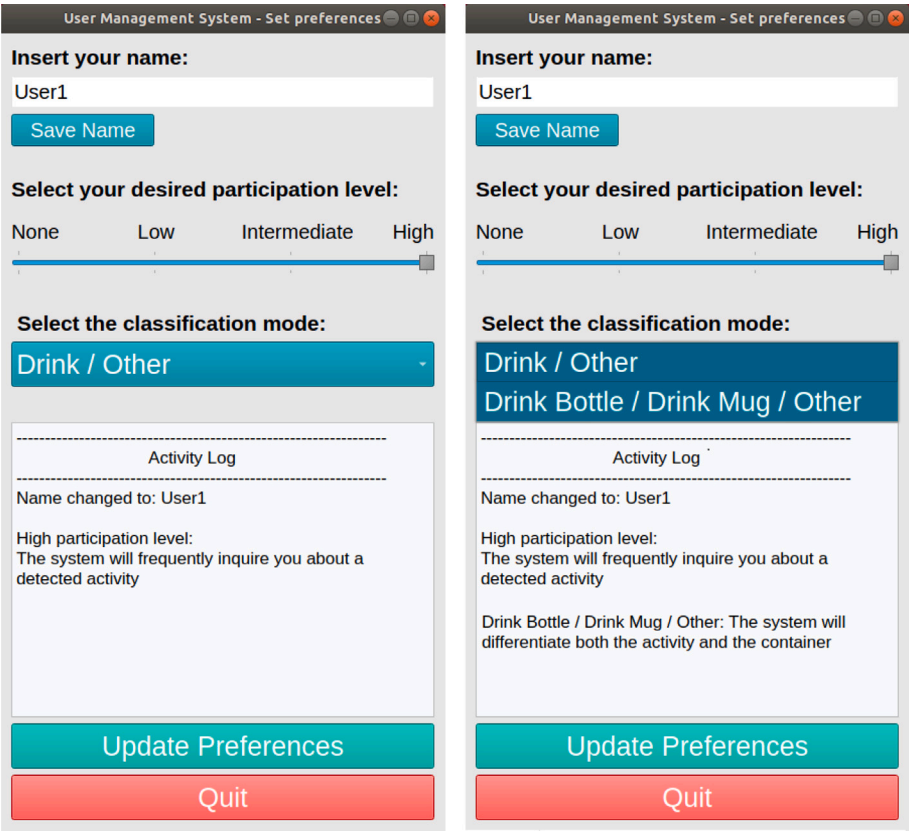 User Management System - Set preferences
Insert your name:
User1
Save Name
Select your desired participation level:
None Low Intermediate High
Select the classification mode:
Drink / Other
-----------------------------------------------------------------
Activity Log
-----------------------------------------------------------------
Name changed to: User1
High participation level:
The system will frequently inquire you about a
detected activity
Update Preferences
Quit
User Management System - Set preferences
Insert your name:
User1
Save Name
Select your desired participation level:
None Low Intermediate High
Select the classification mode:
Drink / Other
Drink Bottle / Drink Mug / Other
-----------------------------------------------------------------
Activity Log
-----------------------------------------------------------------
Name changed to: User1
High participation level:
The system will frequently inquire you about a
detected activity
Drink Bottle / Drink Mug / Other: The system will
differentiate both the activity and the container
Update Preferences
Quit